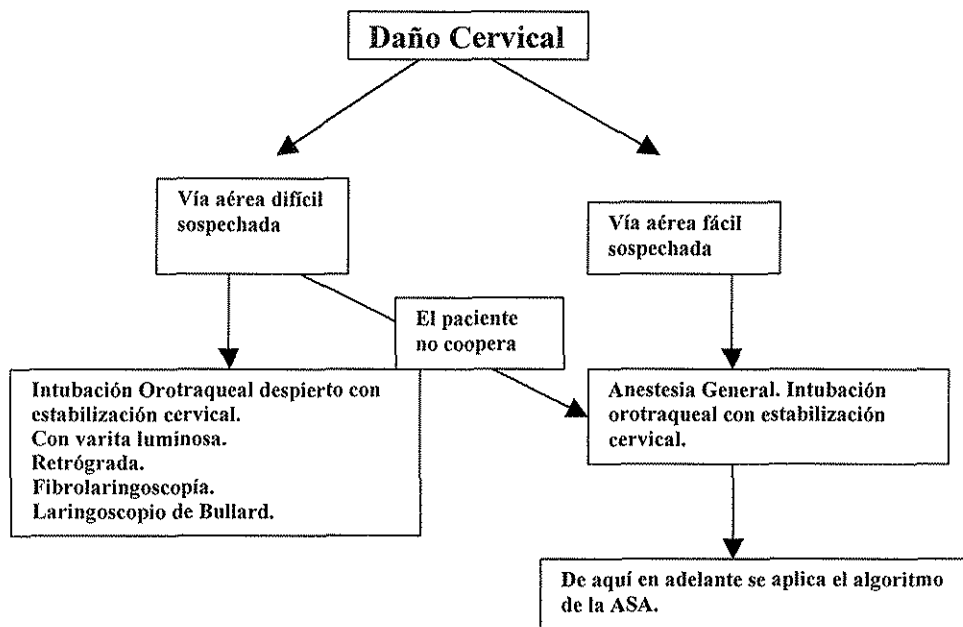 Daño Cervical
Vía aérea difícil
sospechada
Vía aérea fácil
sospechada
El paciente
no coopera
Intubación Orotraqueal despierto con
estabilización cervical.
Con varita luminosa.
Retrógrada.
Fibrolaringoscopía.
Laringoscopio de Bullard.
Anestesia General. Intubación
orotraqueal con estabilización
cervical.
De aquí en adelante se aplica el algoritmo
de la ASA.